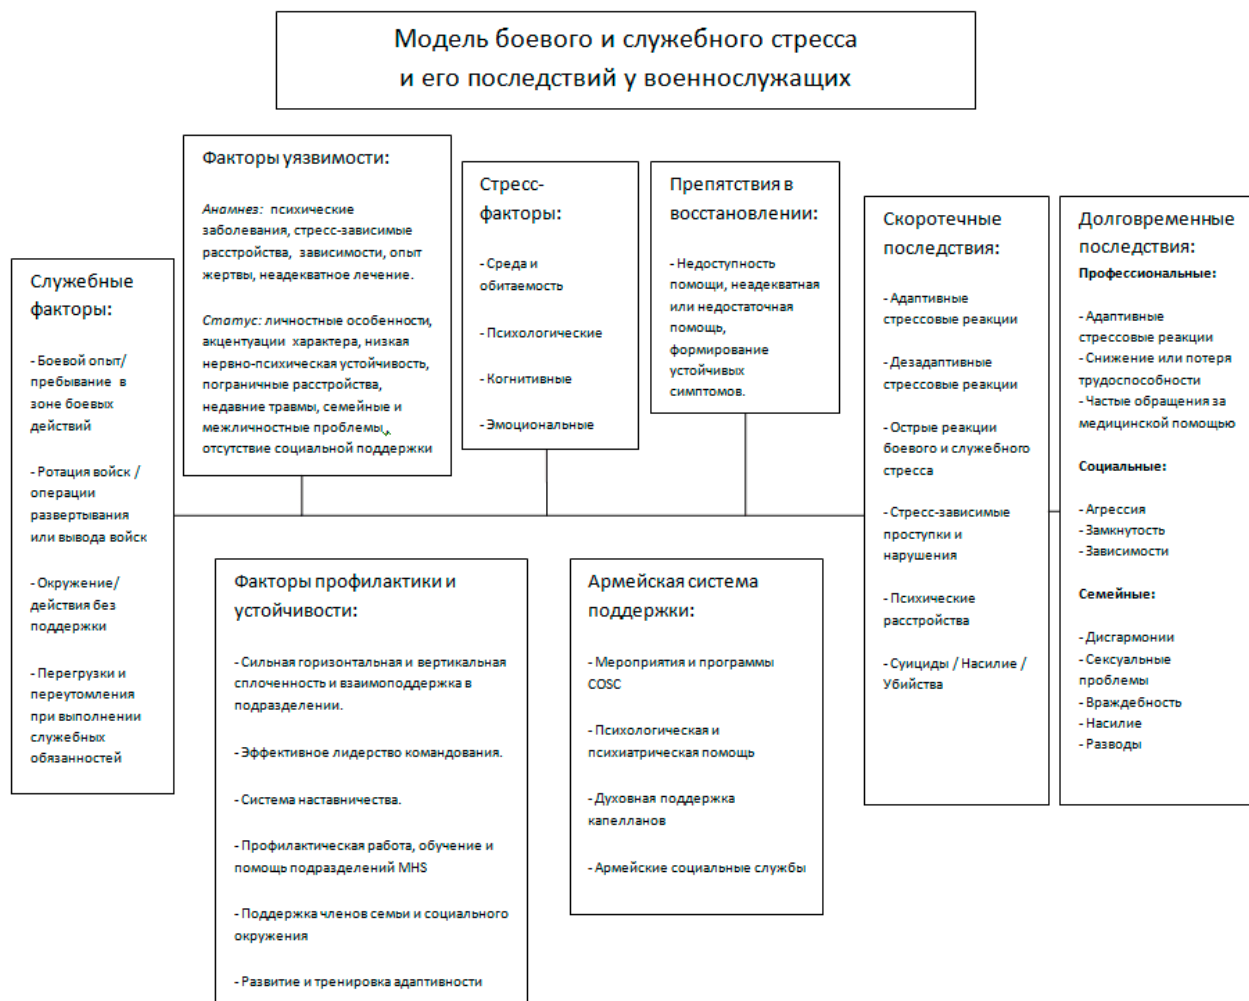 Модель боевого и служебного стресса
и его последствий у военнослужащих
Служебные
факторы:
- Боевой опыт/
пребывание в
зоне боевых
действий
- Ротация войск /
операции
развертывания
или вывода войск
- Окружение/
действия без
поддержки
- Перегрузки и
переутомления
при выполнении
служебных
обязанностей
Факторы уязвимости:
Анамнез: психические
заболевания, стресс-зависимые
расстройства, зависимости, опыт
жертвы, неадекватное лечение.
Статус: личностные особенности,
акцентуации характера, низкая
нервно-психическая устойчивость,
пограничные расстройства,
недавние травмы, семейные и
межличностные проблемы,
отсутствие социальной поддержки
Стресс-
факторы:
- Среда и
обитаемость
- Психологические
- Когнитивные
- Эмоциональные
Препятствия в
восстановлении:
- Недоступность
помощи, неадекватная
или недостаточная
помощь,
формирование
устойчивых
симптомов.
Факторы профилактики и
устойчивости:
- Сильная горизонтальная и вертикальная
сплоченность и взаимоподдержка в
подразделении.
- Эффективное лидерство командования.
- Система наставничества.
- Профилактическая работа, обучение и
помощь подразделений MHS
- Поддержка членов семьи и социального
окружения
- Развитие и тренировка адаптивности
Армейская система
поддержки:
- Мероприятия и программы
COSC
- Психологическая и
психиатрическая помощь
- Духовная поддержка
капелланов
- Армейские социальные службы
Скоротечные
последствия:
- Адаптивные
стрессовые реакции
- Дезадаптивные
стрессовые реакции
- Острые реакции
боевого и служебного
стресса
- Стресс-зависимые
проступки и
нарушения
- Психические
расстройства
- Суициды / Насилие /
Убийства
Долговременные
последствия:
Профессиональные:
- Адаптивные
стрессовые реакции
- Снижение или потеря
трудоспособности
- Частые обращения за
медицинской помощью
Социальные:
- Агрессия
- Замкнутость
- Зависимости
Семейные:
- Дисгармонии
- Сексуальные
проблемы
- Враждебность
- Насилие
- Разводы